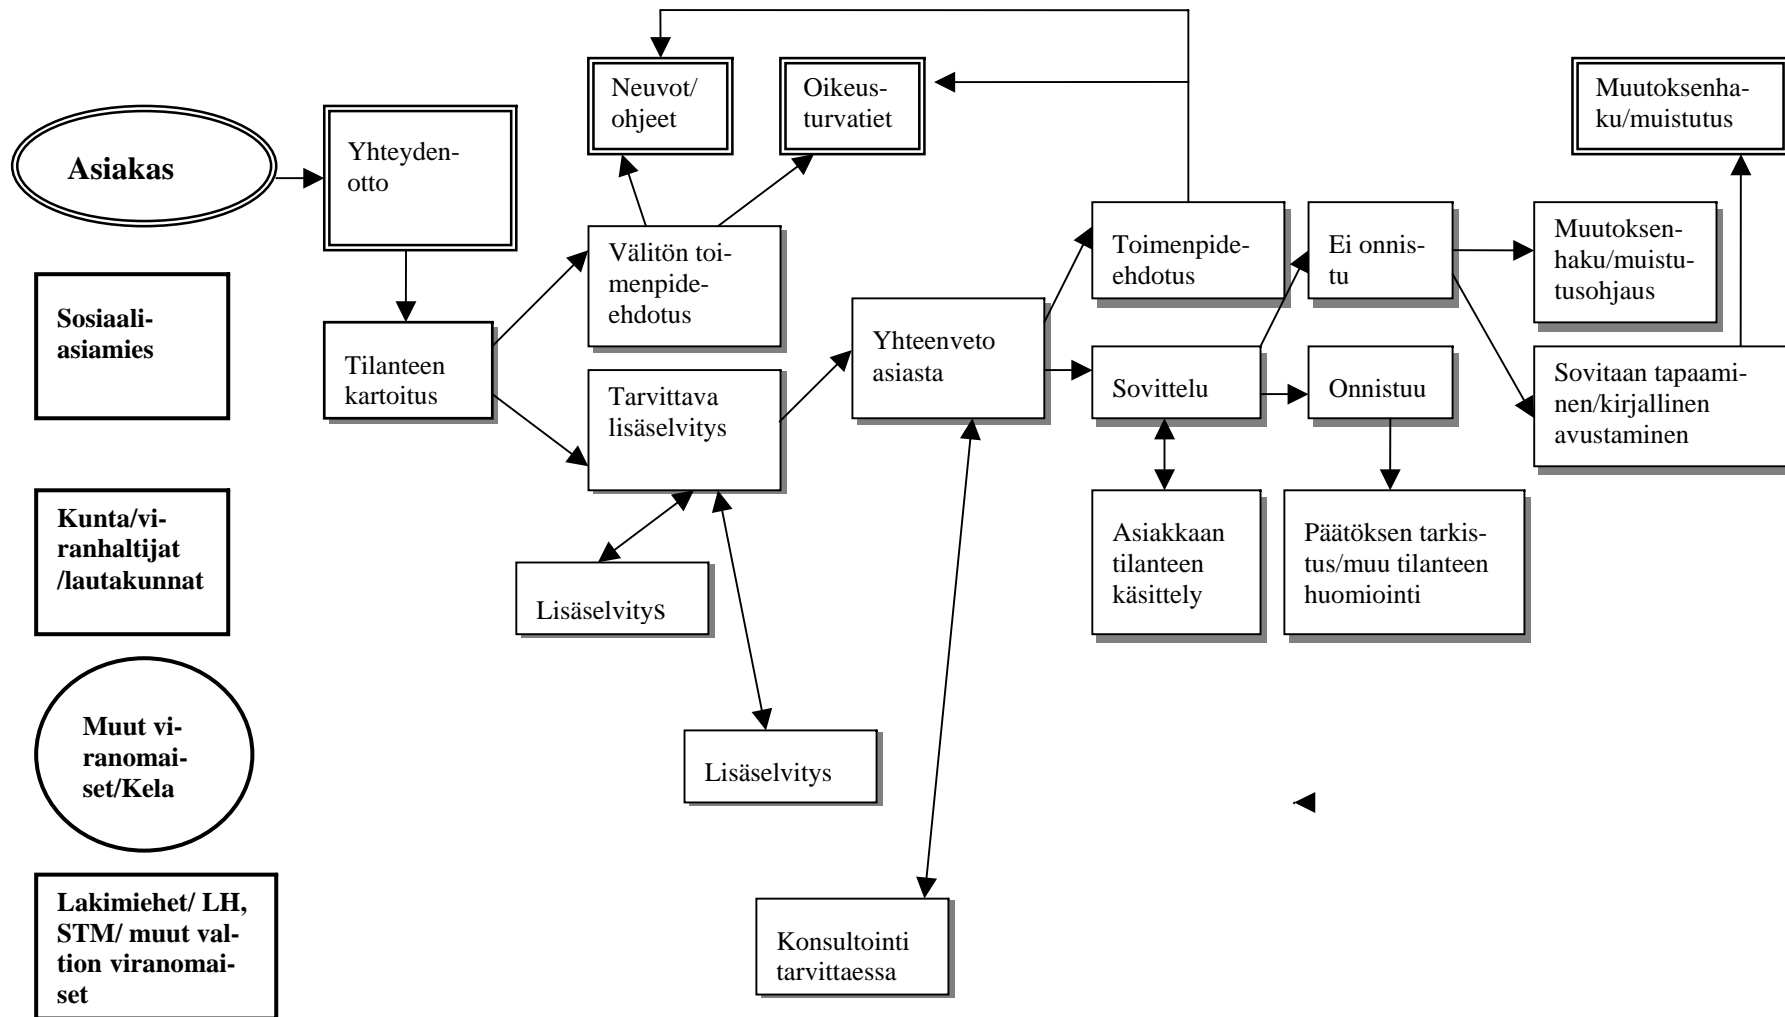 Neuvot/
ohjeet
Oikeus-
turvatiet
Muutoksenha-
ku/muistutus
Asiakas
Yhteyden-
otto
Välitön toi-
menpide-
ehdotus
Toimenpide-
ehdotus
Ei onnis-
tu
Muutoksen-
haku/muistu-
tusohjaus
Sosiaali-
asiamies
Tilanteen
kartoitus
Tarvittava
lisäselvitys
Yhteenveto
asiasta
Sovittelu
Onnistuu
Sovitaan tapaami-
nen/kirjallinen
avustaminen
Kunta/vi-
ranhaltijat
/lautakunnat
Lisäselvitys
Asiakkaan
tilanteen
käsittely
Päätöksen tarkis-
tus/muu tilanteen
huomiointi
Muut vi-
ranomai-
set/Kela
Lisäselvitys
Lakimiehet/ LH,
STM/ muut val-
tion viranomai-
set
Konsultointi
tarvittaessa